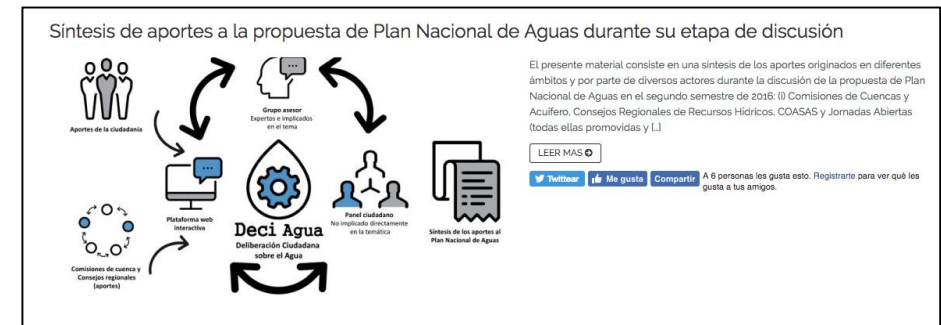 Síntesis de aportes a la propuesta de Plan Nacional de Aguas durante su etapa de discusión
Aportes de la ciudadanía
Grupo asesor
Expertos e implicados
en el tema
Plataforma web
interactiva
Deci Agua
Deliberación Ciudadana
sobre el Agua
Panel ciudadano
No implicado directamente
en la temática
Síntesis de los aportes al
Plan Nacional de Aguas
Comisiones de cuenca y
Consejos regionales
(aportes)
El presente material consiste en una síntesis de los aportes originados en diferentes
ámbitos y por parte de diversos actores durante la discusión de la propuesta de Plan
Nacional de Aguas en el segundo semestre de 2016: (i) Comisiones de Cuencas y
Acuífero, Consejos Regionales de Recursos Hídricos, COASAS y Jornadas Abiertas
(todas ellas promovidas y [...]
LEER MAS
Twittear Me gusta Compartir A 6 personas les gusta esto. Registrarte para ver qué les
gusta a tus amigos.